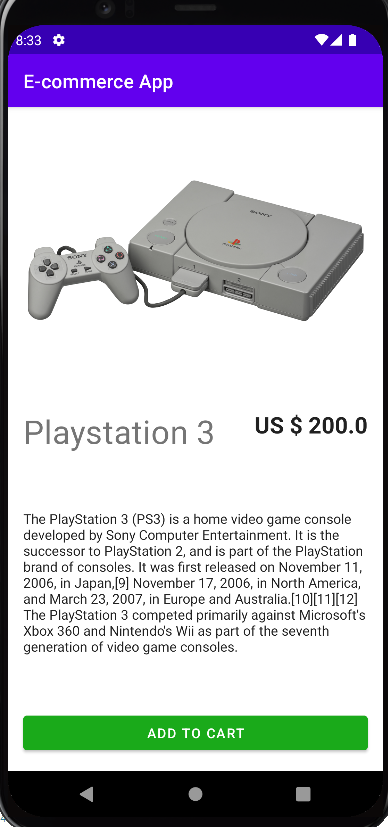 8:33
E-commerce App
SONY
SONY
Playstation 3
US $ 200.0
The PlayStation 3 (PS3) is a home video game console
developed by Sony Computer Entertainment. It is the
successor to PlayStation 2, and is part of the PlayStation
brand of consoles. It was first released on November 11,
2006, in Japan,[9] November 17, 2006, in North America,
and March 23, 2007, in Europe and Australia.[10][11][12]
The PlayStation 3 competed primarily against Microsoft's
Xbox 360 and Nintendo's Wii as part of the seventh
generation of video game consoles.
ADD TO CART